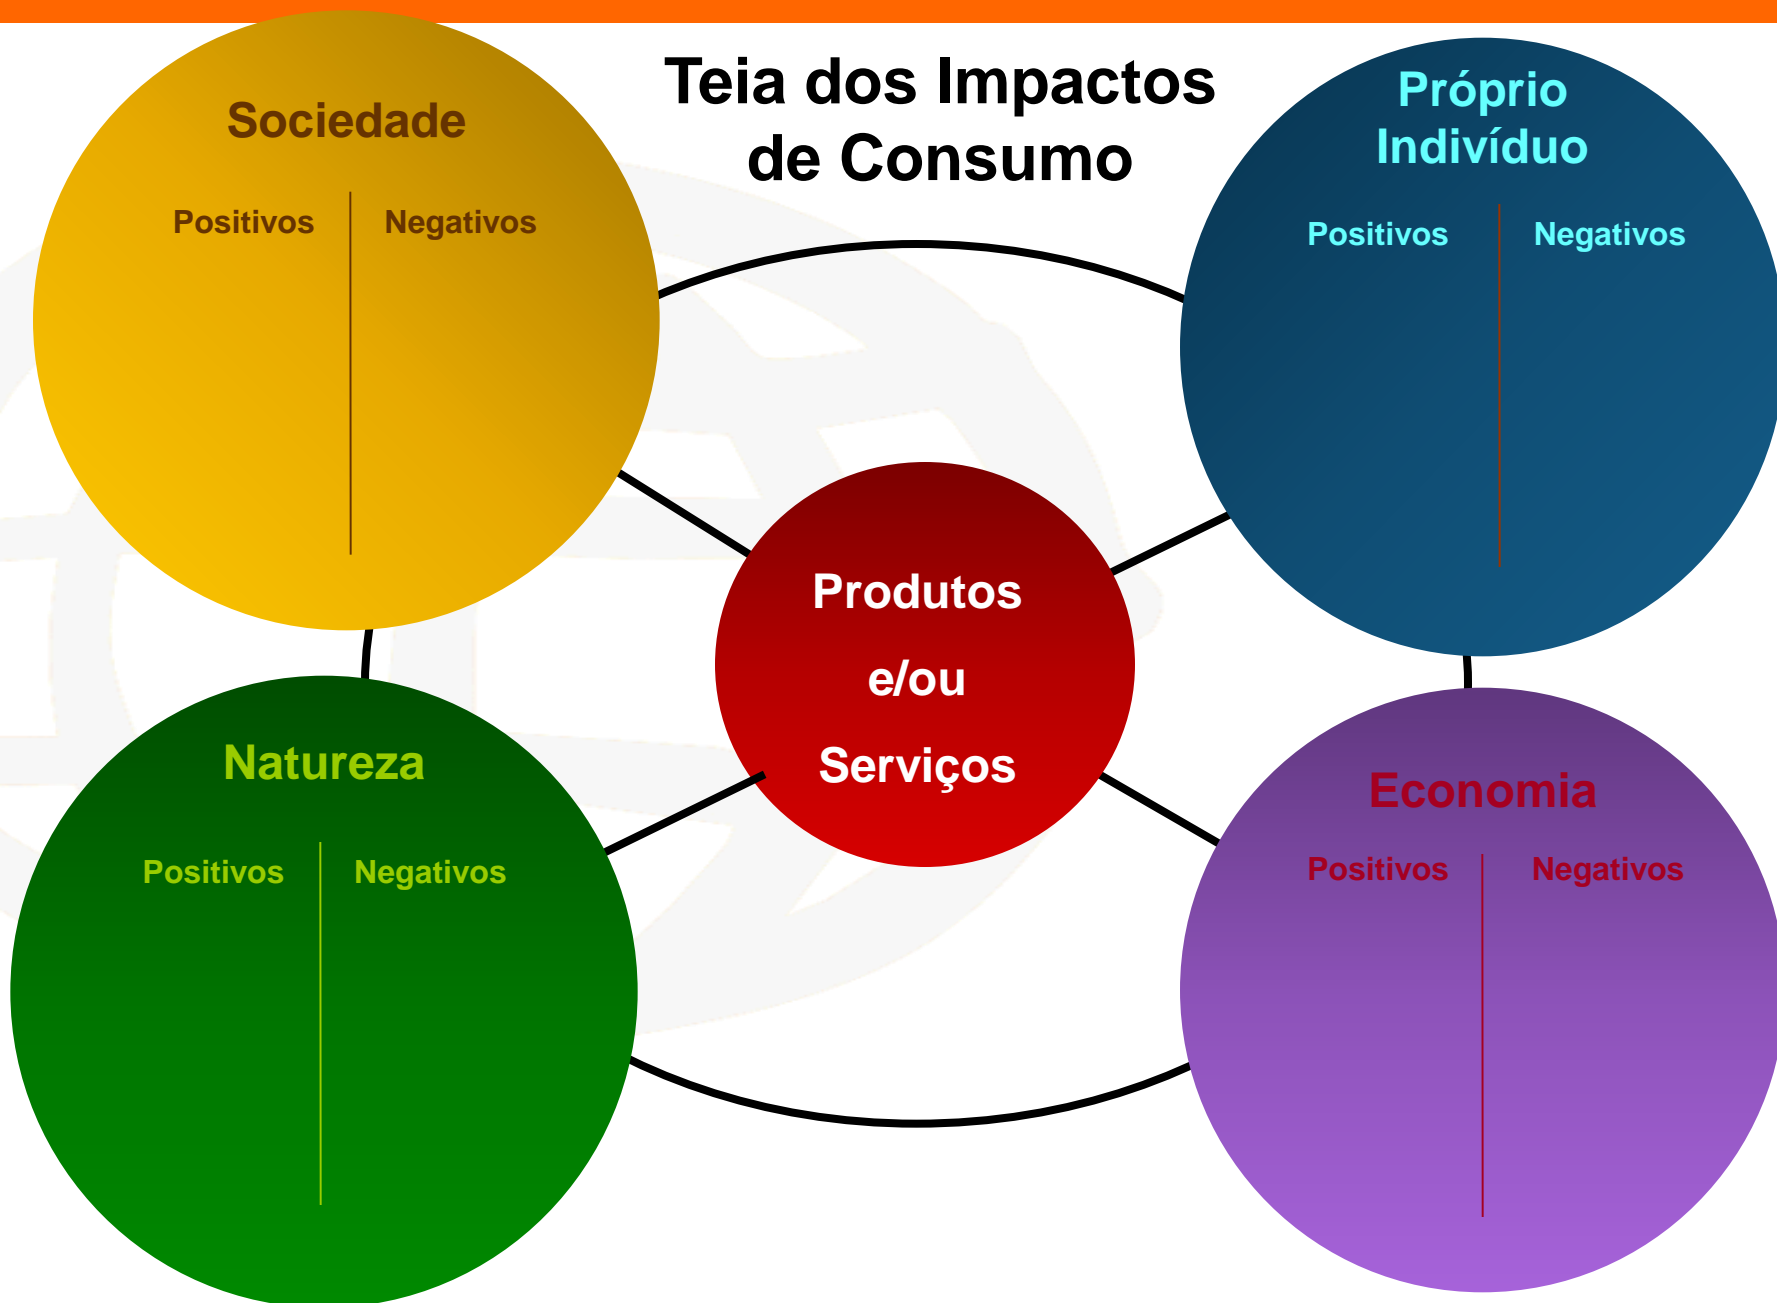 Teia dos Impactos
de Consumo
Sociedade
Positivos Negativos
Próprio
Indivíduo
Positivos Negativos
Produtos
e/ou
Serviços
Natureza
Positivos Negativos
Economia
Positivos Negativos